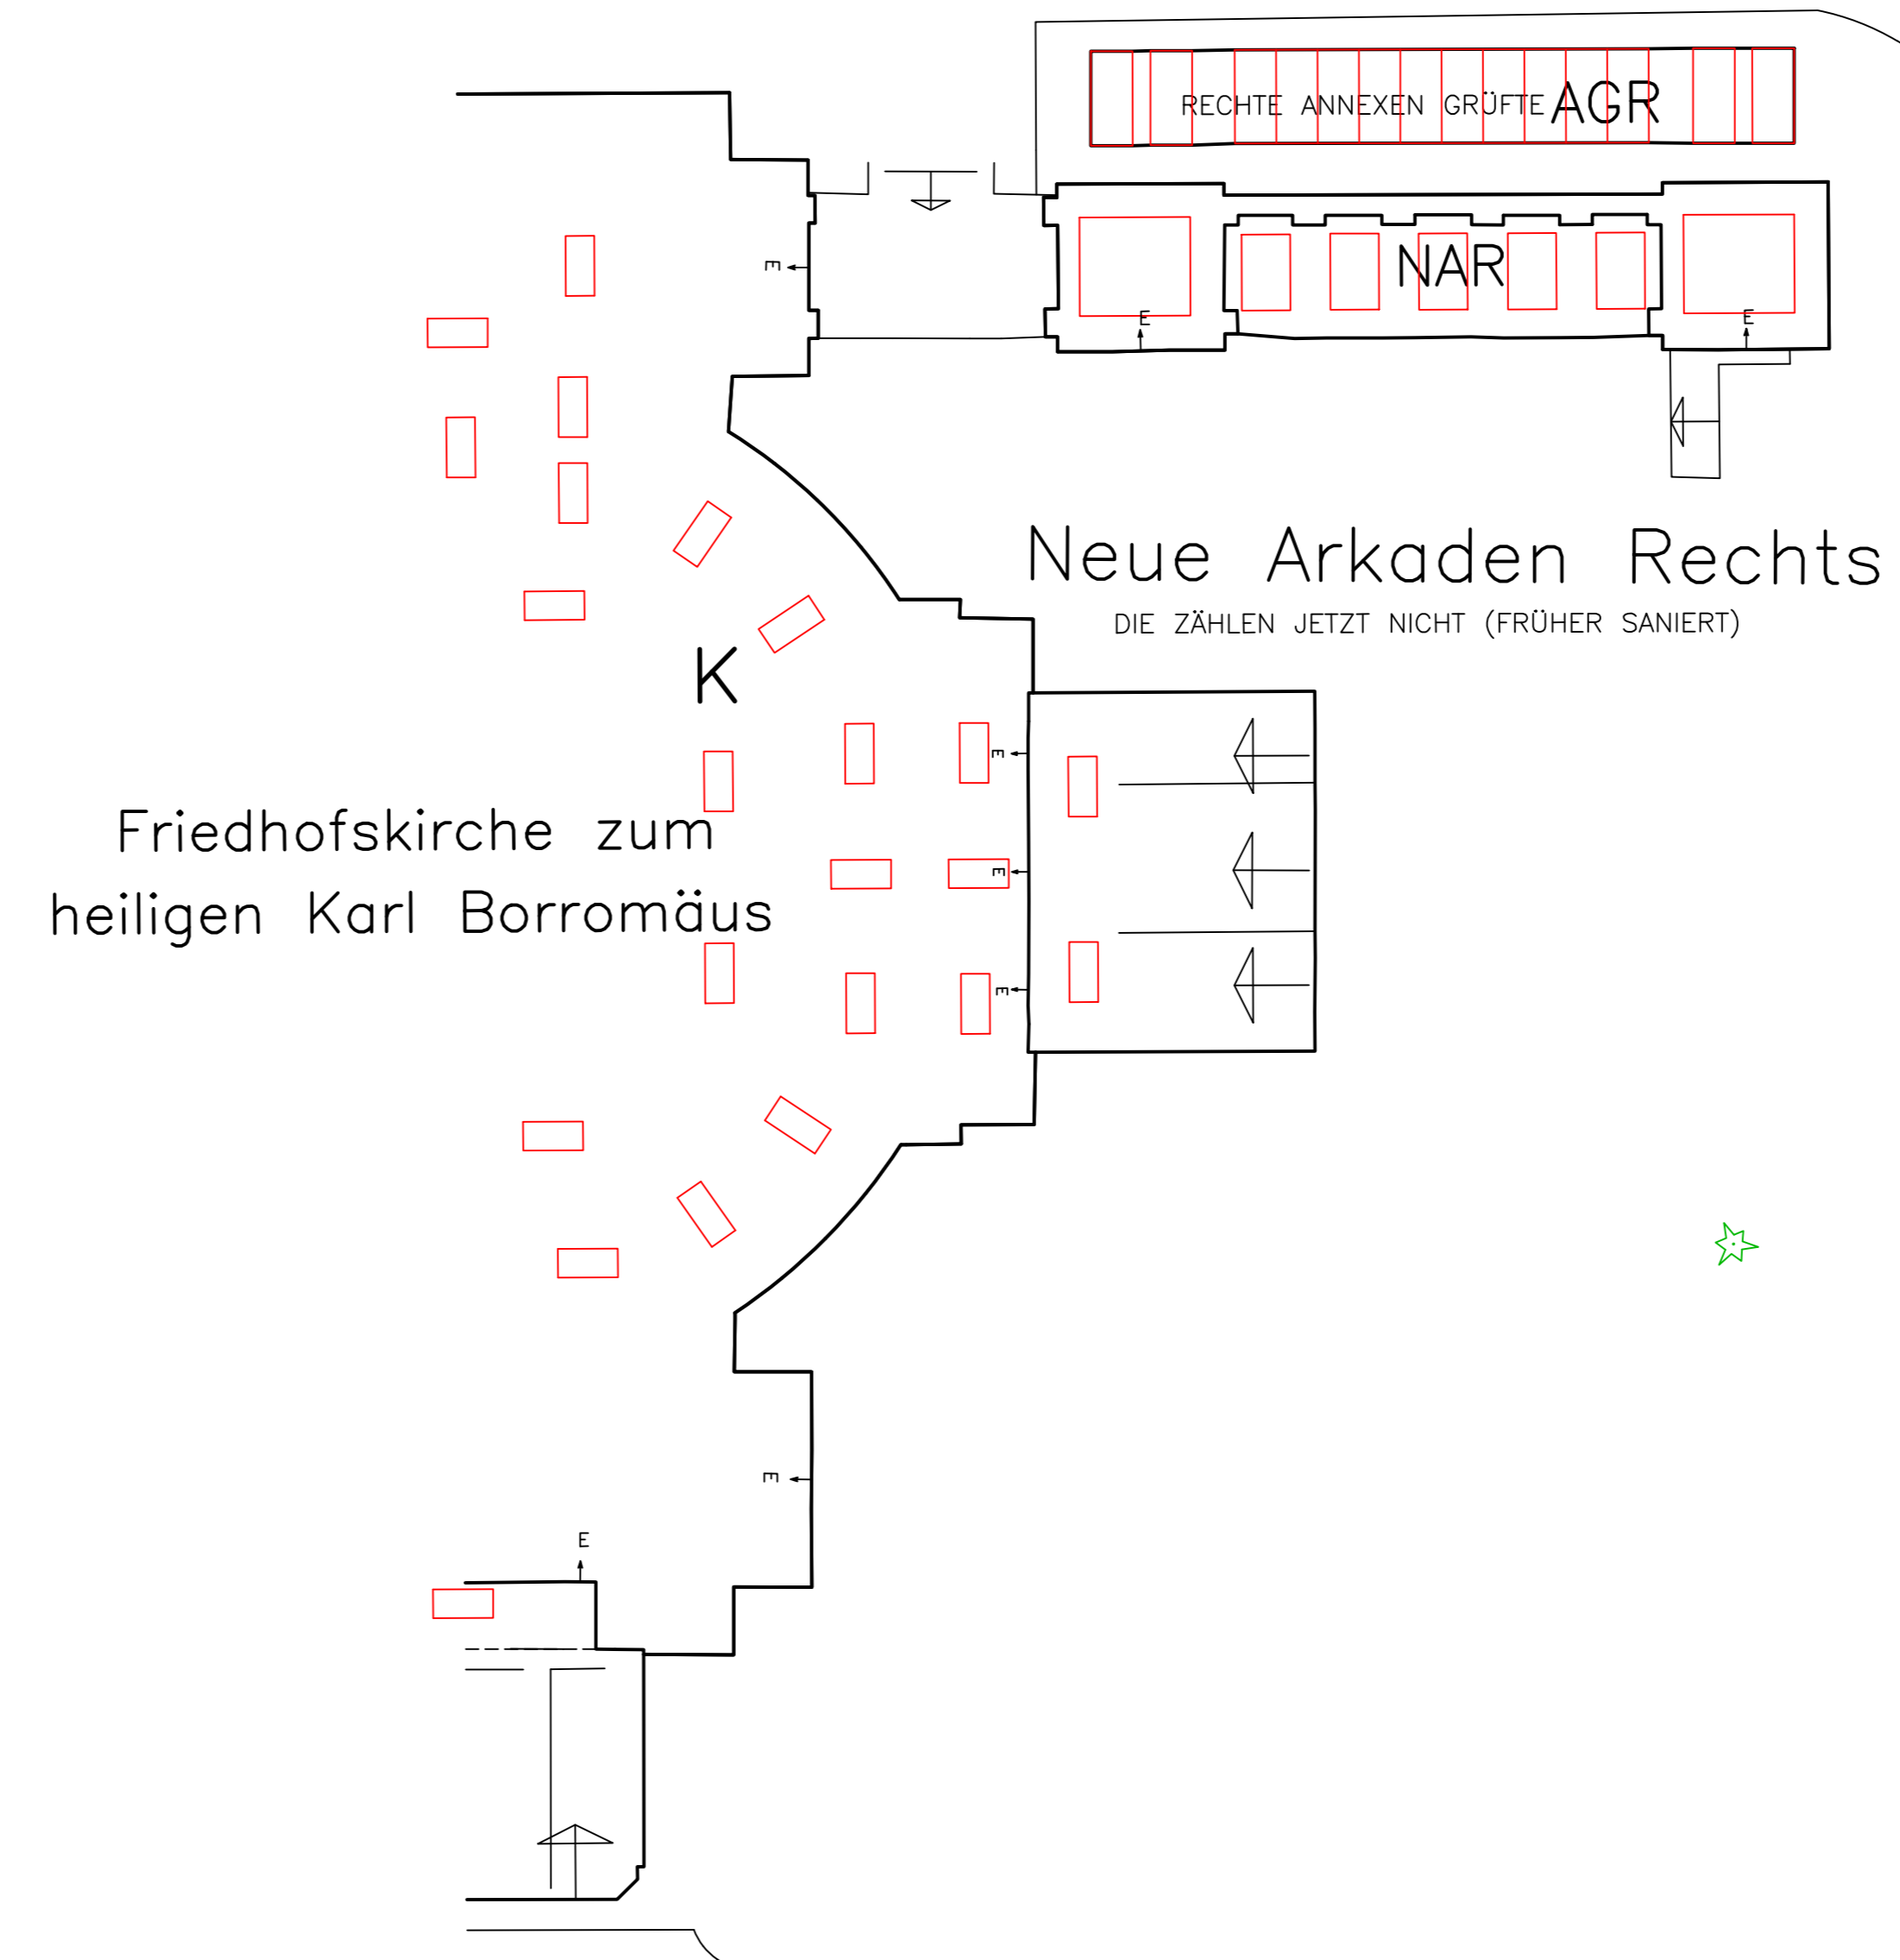 RECHTE ANNEXEN GRÜFTE AGR
E
NAR
E
E
Neue Arkaden Rechts
DIE ZÄHLEN JETZT NICHT (FRÜHER SANIERT)
K
E
Friedhofskirche zum
E
heiligen Karl Borromäus
E
E
E